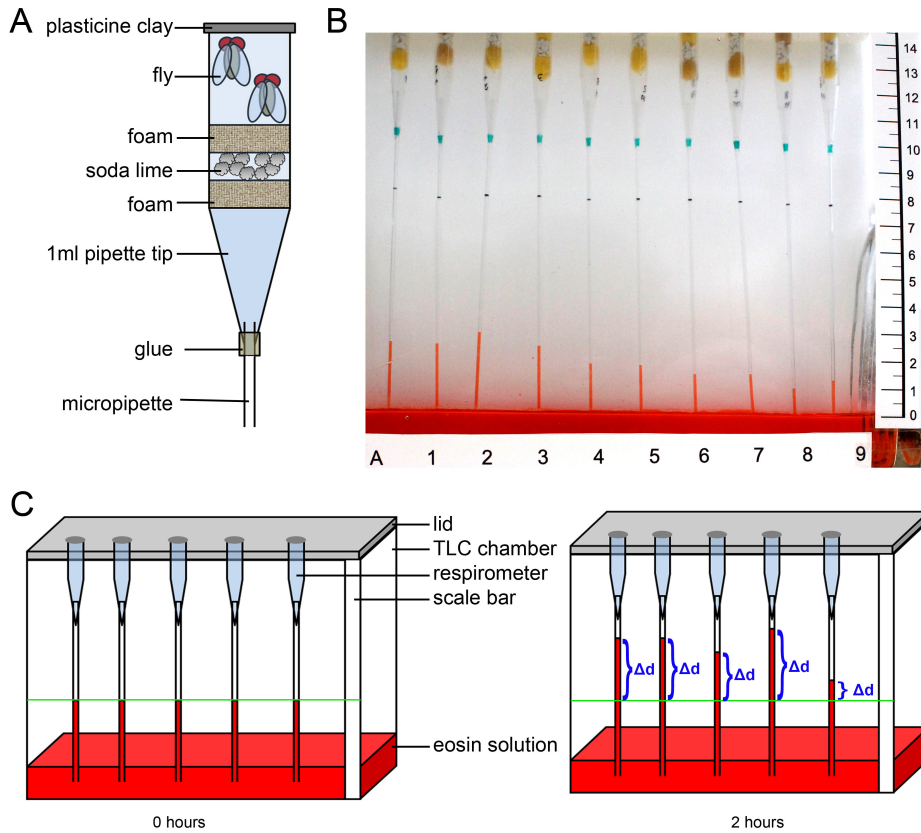 A
plasticine clay
fly
foam
soda lime
foam
1ml pipette tip
glue
micropipette
B
14
13
12
11
10
9
8
7
6
5
4
3
2
1
0
A 1 2 3 4 5 6 7 8 9
C
lid
TLC chamber
respirometer
scale bar
eosin solution
0 hours
Δd
Δd
Δd
Δd
Δd
2 hours